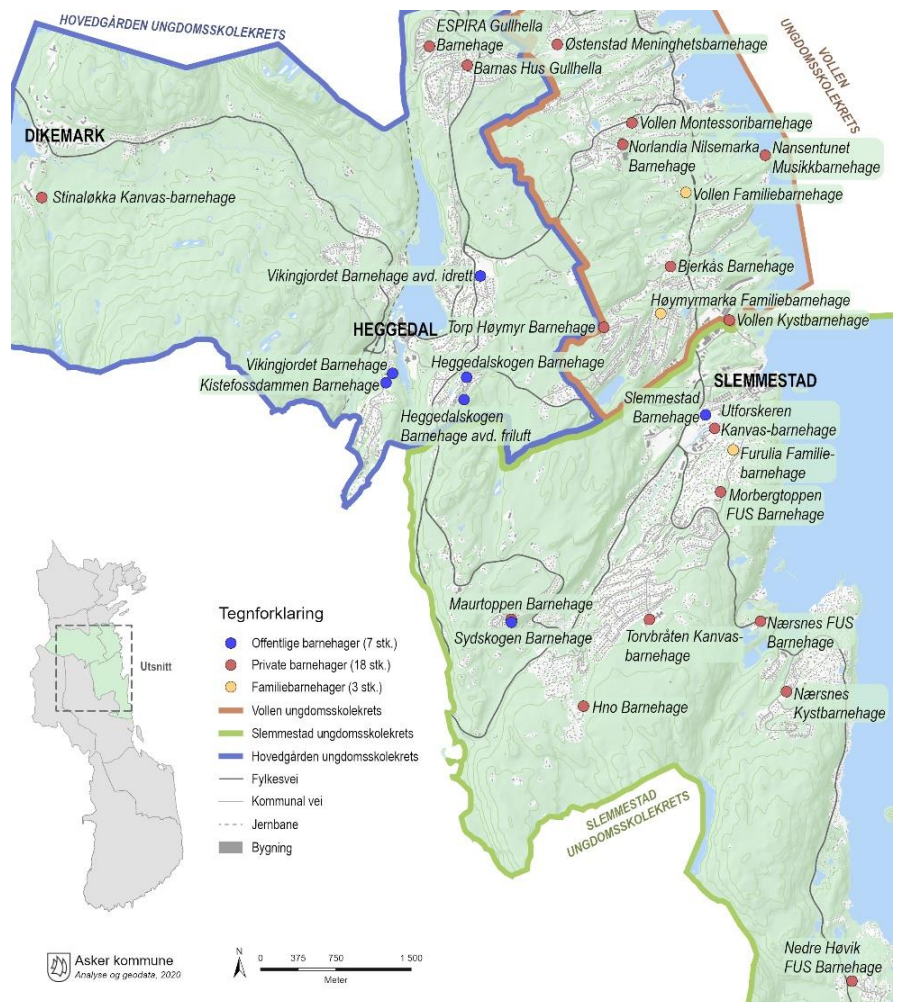 HOVEDGÅRDEN UNGDOMSSKOLEKRETS
ESPIRA Gullhella
Barnehage
Østenstad Meninghetsbarnehage
Barnas Hus Gullhella
VOLLEN
UNGDOMSSKOLEKRETS
DIKEMARK
Vollen Montessoribarnehage
Norlandia Nilsemarka
Barnehage
Nansentunet
Musikkbarnehage
Stinaløkka Kanvas-barnehage
Vollen Familiebarnehage
Vikingjordet Barnehage avd. idrett
Bjerkås Barnehage
Høymyrmarka Familiebarnehage
HEGGEDAL
Torp Høymyr Barnehage
Vollen Kystbarnehage
Vikingjordet Barnehage
Kistefossdammen Barnehage
Heggedalskogen Barnehage
SLEMMESTAD
Slemmestad
Barnehage
Utforskeren
Kanvas-barnehage
Heggedalskogen
Barnehage avd. friluft
Furulia Familie-
barnehage
Morbergtoppen
FUS Barnehage
Maurtoppen Barnehage
Sydskogen Barnehage
Torvbråten Kanvas-
barnehage
Nærsnes FUS
Barnehage
Hno Barnehage
Nærsnes
Kystbarnehage
SLEMMESTAD
UNGDOMSSKOLEKRETS
Nedre Høvik
FUS Barnehage
Utsnitt
Tegnforklaring
Offentlige barnehager (7 stk.)
Private barnehager (18 stk.)
Familiebarnehager (3 stk.)
Vollen ungdomsskolekrets
Slemmestad ungdomsskolekrets
Hovedgården ungdomsskolekrets
Fylkesvei
Kommunal vei
Jernbane
Bygning
Asker kommune
Analyse og geodata, 2020
N
0 375 750 1 500
Meter